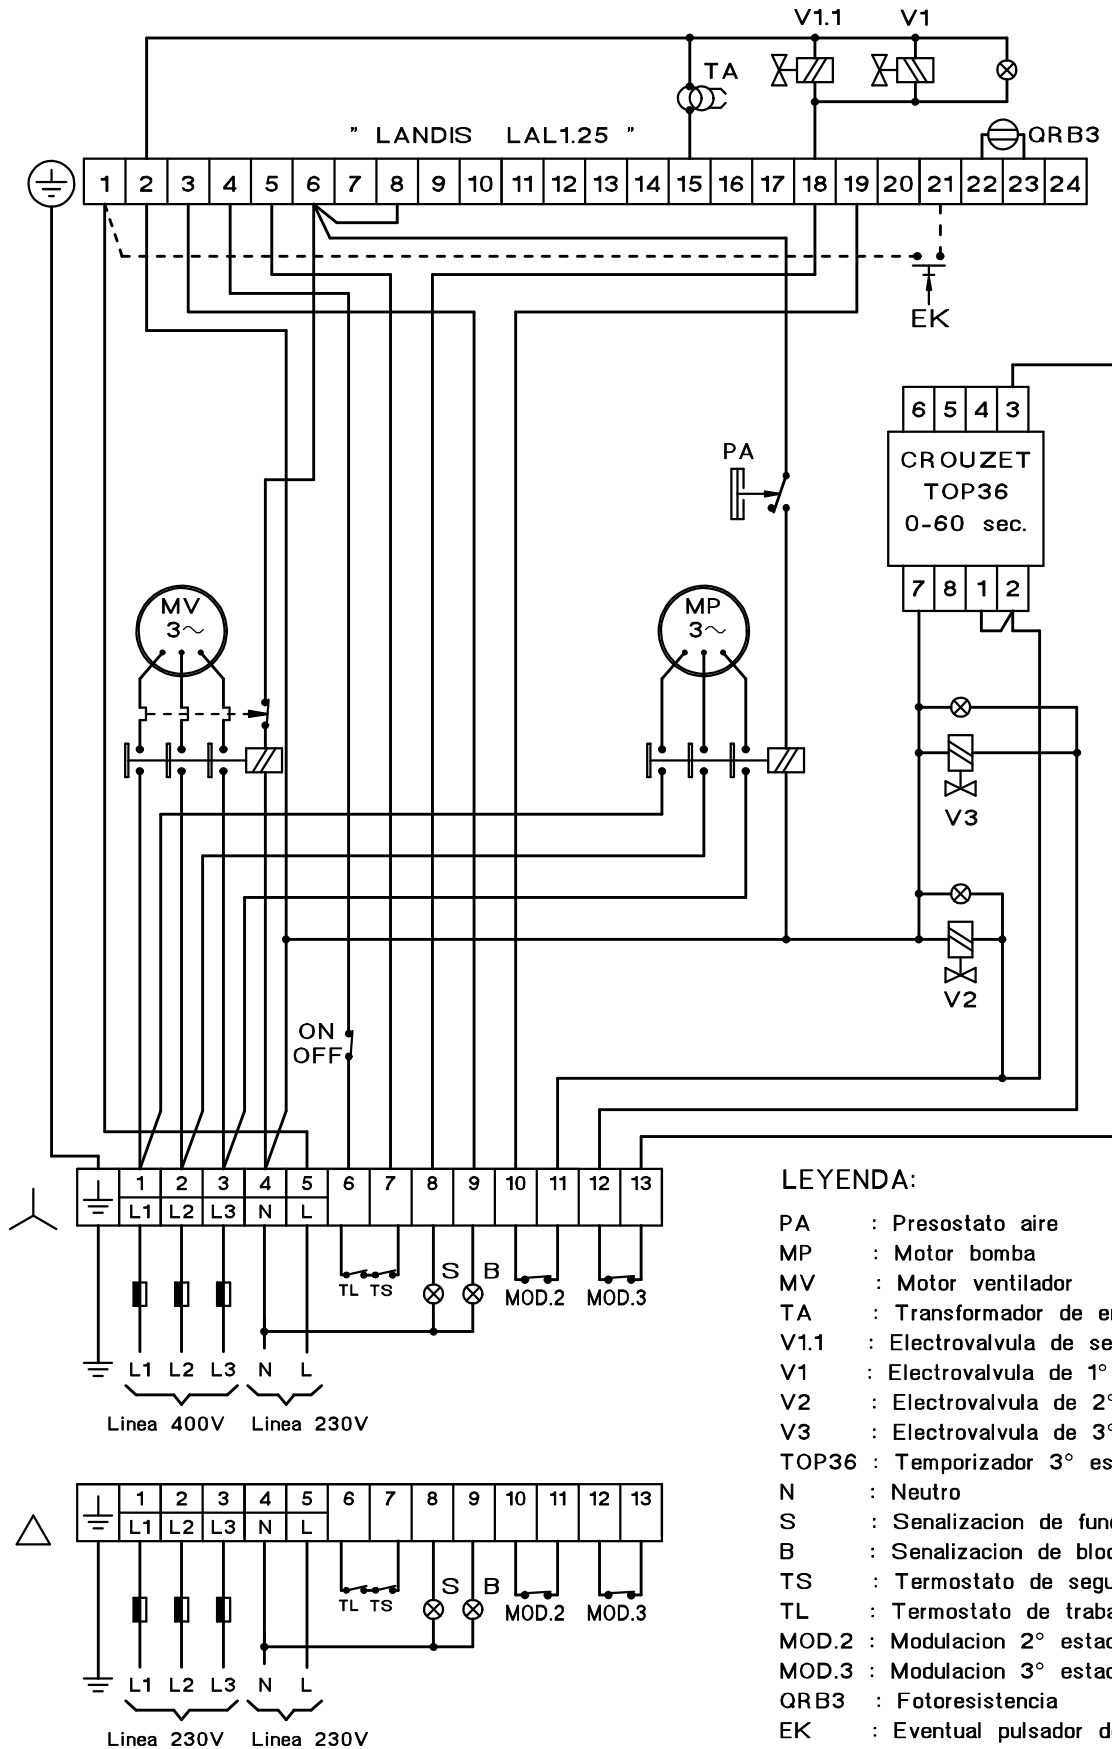 V1.1 V1
TA
" LANDIS LAL1.25 "
QRB3
1 2 3 4 5 6 7 8 9 10 11 12 13 14 15 16 17 18 19 20 21 22 23 24
EK
6 5 4 3
CROUZET
TOP36
0-60 sec.
7 8 1 2
PA
MV
3~
MP
3~
V3
V2
ON
OFF
1 2 3 4 5 6 7 8 9 10 11 12 13
L1 L2 L3 N L
TL TS
S B
MOD.2 MOD.3
L1 L2 L3 N L
Linea 400V Linea 230V
1 2 3 4 5 6 7 8 9 10 11 12 13
L1 L2 L3 N L
TL TS
S B
MOD.2 MOD.3
L1 L2 L3 N L
Linea 230V Linea 230V
LEYENDA:
PA : Presostato aire
MP : Motor bomba
MV : Motor ventilador
TA : Transformador de
V1.1 : Electrovalvula de
V1 : Electrovalvula de 1°
V2 : Electrovalvula de 2°
V3 : Electrovalvula de 3°
TOP36 : Temporizador 3°
N : Neutro
S : Senalizacion de
B : Senalizacion de
TS : Termostato de
TL : Termostato de
MOD.2 : Modulacion 2°
MOD.3 : Modulacion 3°
QRB3 : Fotoresistencia
EK : Eventual pulsador